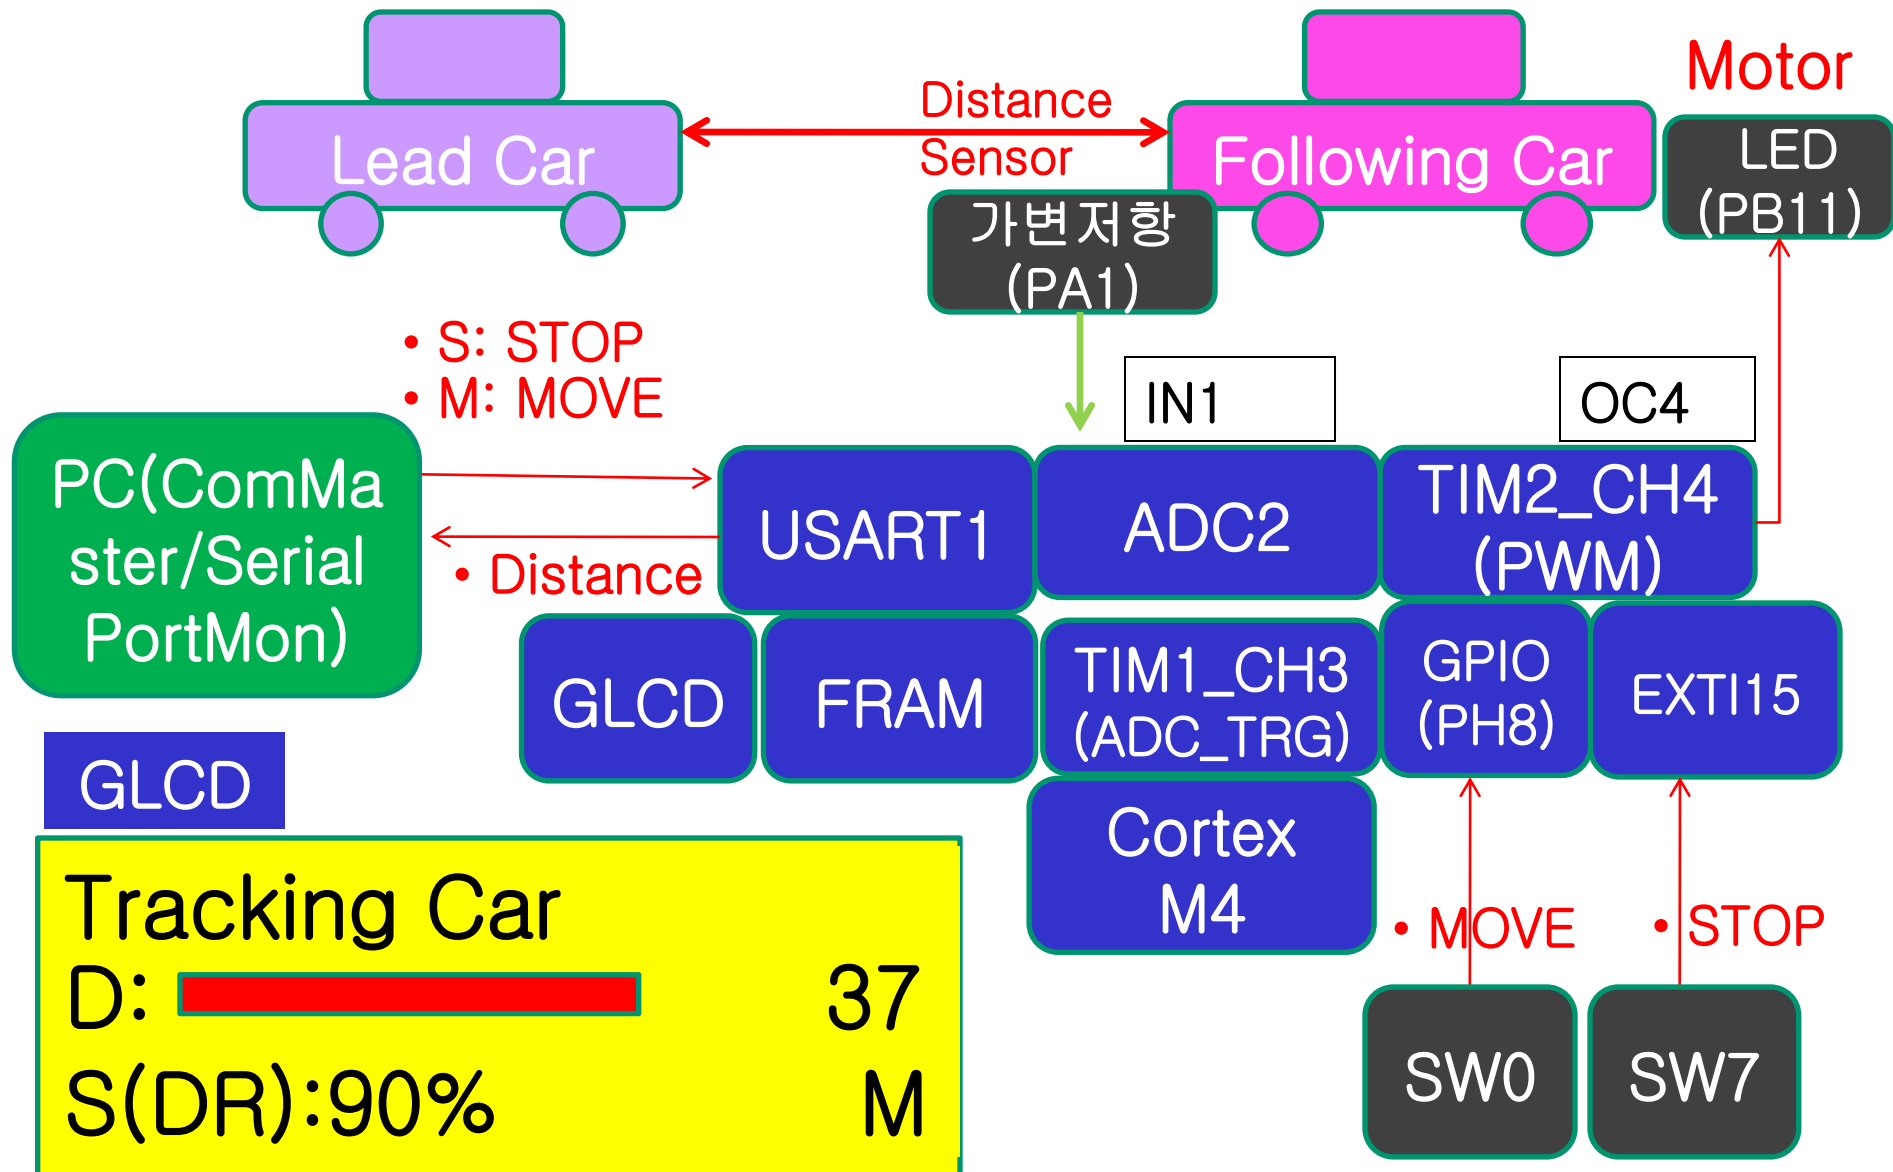 Motor
Distance
Sensor
Lead Car
Following Car
LED
(PB11)
가변저항
(PA1)
• S: STOP
• M: MOVE
IN1
OC4
PC(ComMa
ster/Serial
PortMon)
• Distance
USART1
ADC2
TIM2_CH4
(PWM)
GLCD
FRAM
TIM1_CH3
(ADC_TRG)
GPIO
(PH8)
EXTI15
Cortex
M4
• MOVE
• STOP
SW0
SW7
GLCD
Tracking Car
D: 37
S(DR):90% M